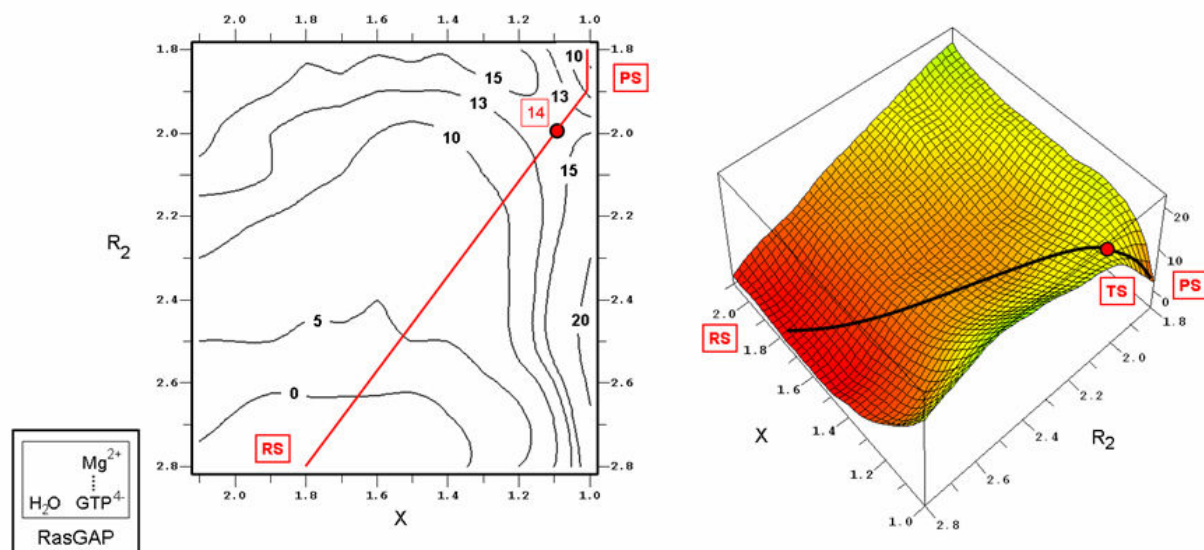 2.0 1.8 1.6 1.4 1.2 1.0
1.8 10 1.8
15 PS
13 13
14
2.0 10 2.0
15
2.2 2.2
R2
2.4 2.4
5 20
2.6 2.6
0
RS
2.8 2.8
2.0 1.8 1.6 1.4 1.2 1.0
X
Mg2+
H2O GTP4-
RasGAP
20
10
TS PS
0
1.8
RS 2.0
1.8 2.0
1.6 2.2
X 1.4 2.4 R2
1.2 2.6
1.0 2.8